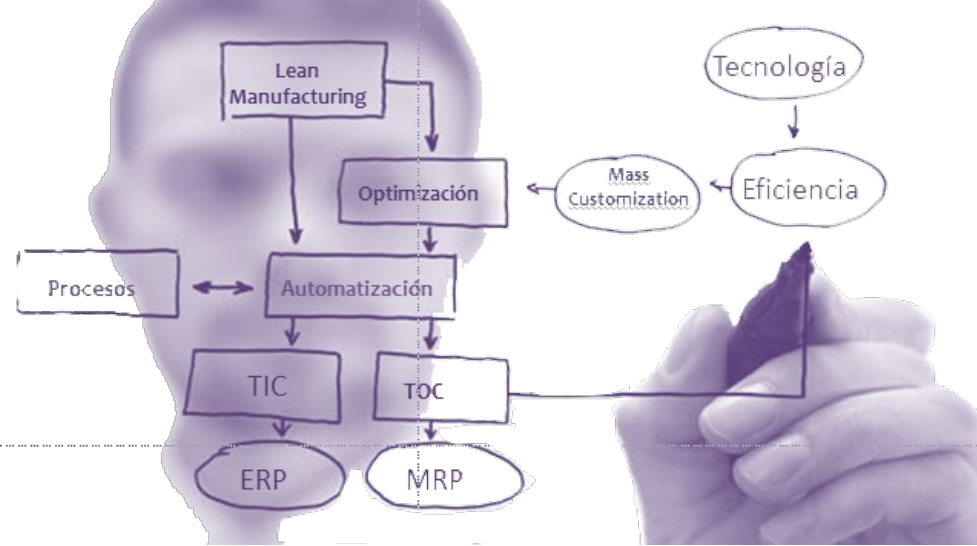 Lean
Manufacturing
Tecnología
Optimización
Mass
Customization
Eficiencia
Procesos
Automatización
TIC
TOC
ERP
MRP